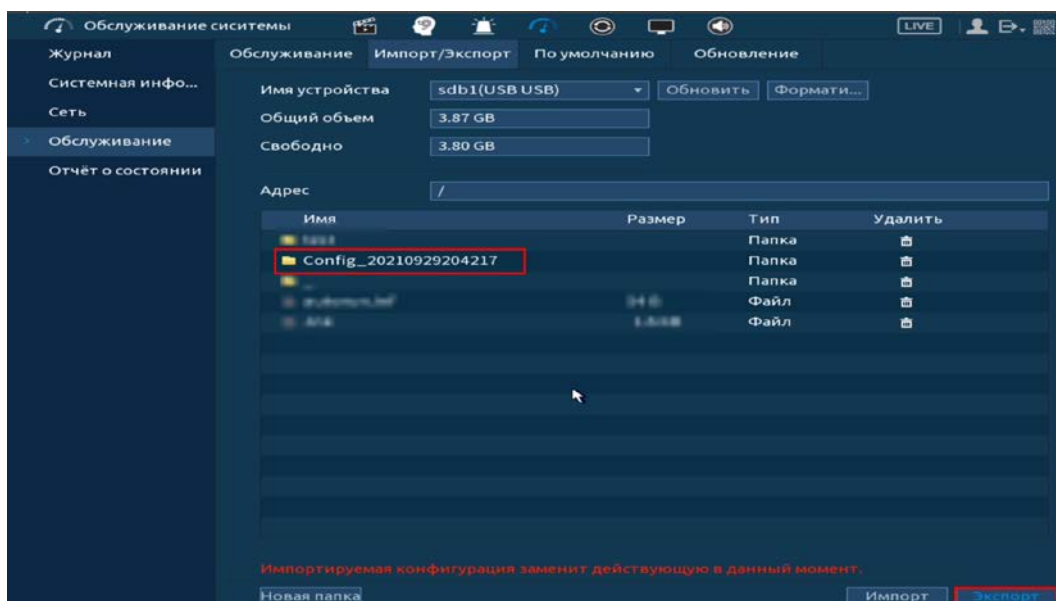 Обслуживание сиситемы LIVE
Журнал
Обслуживание Импорт/Экспорт По умолчанию Обновление
Системная инфо...
Имя устройства sdb1(USB USB) Обновить Формати...
Сеть
Общий объем 3.87 GB
Обслуживание
Свободно 3.80 GB
Отчёт о состоянии
Адрес /
Имя Размер Тип Удалить
Папка
Config_20210929204217 Папка
Папка
Файл
Файл
Импортируемая конфигурация заменит действующую в данный момент.
Новая папка Импорт Экспорт